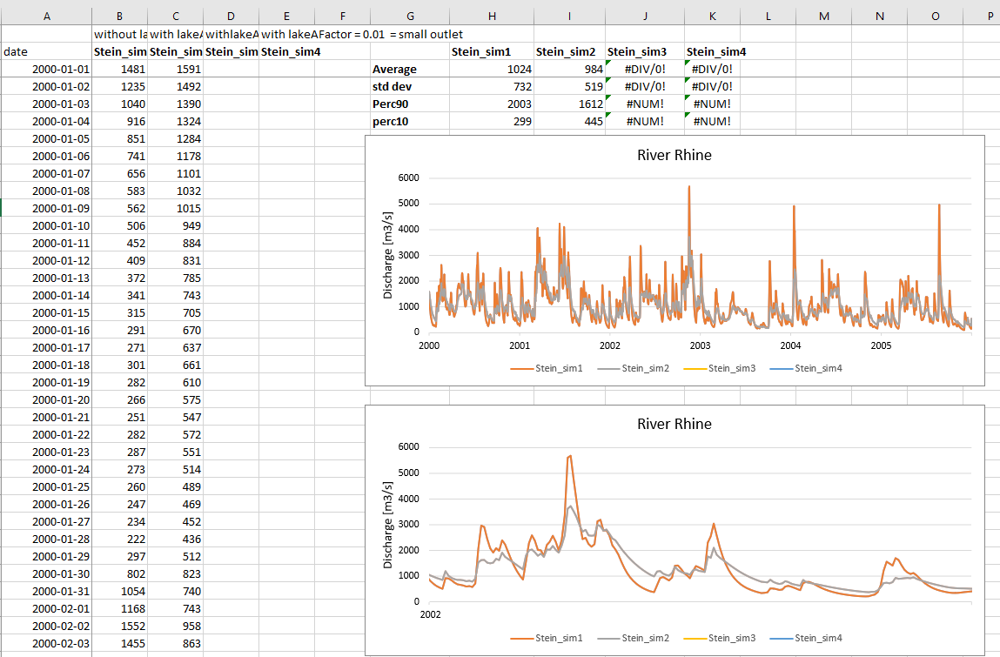 A B C D E F G H I J K L M N O P
without la with lakeA withlakeA with lakeAFactor = 0.01 = small outlet
date Stein_sim Stein_sim Stein_sim Stein_sim4 Stein_sim1 Stein_sim2 Stein_sim3 Stein_sim4
2000-01-01 1481 1591 Average 1024 984 #DIV/0! #DIV/0!
2000-01-02 1235 1492 std dev 732 519 #DIV/0! #DIV/0!
2000-01-03 1040 1390 Perc90 2003 1612 #NUM! #NUM!
2000-01-04 916 1324 perc10 299 445 #NUM! #NUM!
2000-01-05 851 1284
2000-01-06 741 1178
2000-01-07 656 1101
2000-01-08 583 1032
2000-01-09 562 1015
2000-01-10 506 949
2000-01-11 452 884
2000-01-12 409 831
2000-01-13 372 785
2000-01-14 341 743
2000-01-15 315 705
2000-01-16 291 670
2000-01-17 271 637
2000-01-18 301 661
2000-01-19 282 610
2000-01-20 266 575
2000-01-21 251 547
2000-01-22 282 572
2000-01-23 287 551
2000-01-24 273 514
2000-01-25 260 489
2000-01-26 247 469
2000-01-27 234 452
2000-01-28 222 436
2000-01-29 297 512
2000-01-30 802 823
2000-01-31 1054 740
2000-02-01 1168 743
2000-02-02 1552 958
2000-02-03 1455 863
River Rhine
Discharge [m3/s]
6000
5000
4000
3000
2000
1000
0
2000 2001 2002 2003 2004 2005
Stein_sim1 Stein_sim2 Stein_sim3 Stein_sim4
River Rhine
Discharge [m3/s]
6000
5000
4000
3000
2000
1000
0
2002
Stein_sim1 Stein_sim2 Stein_sim3 Stein_sim4